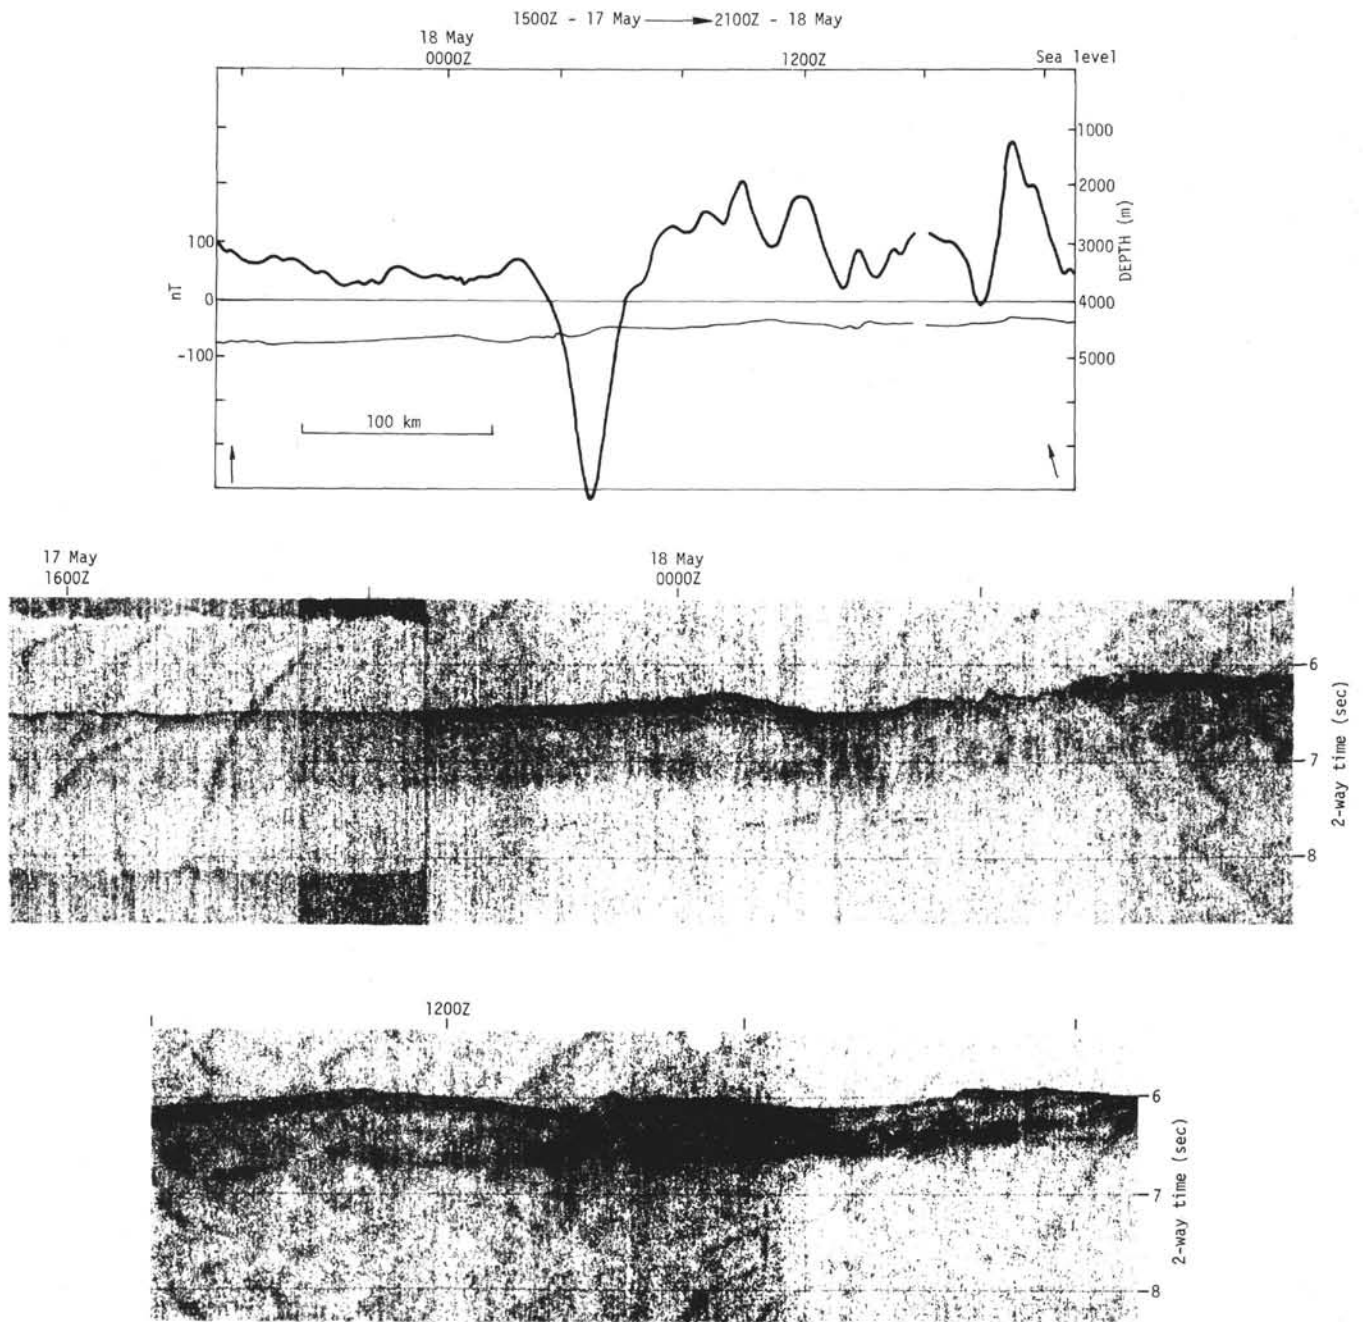 1500Z - 17 May 2100Z - 18 May
18 May
0000Z
1200Z
Sea level
1000
2000
3000
4000
5000
DEPTH (m)
100
0
-100
nT
100 km
17 May
1600Z
18 May
0000Z
6
7
8
2-way time (sec)
1200Z
6
7
8
2-way time (sec)